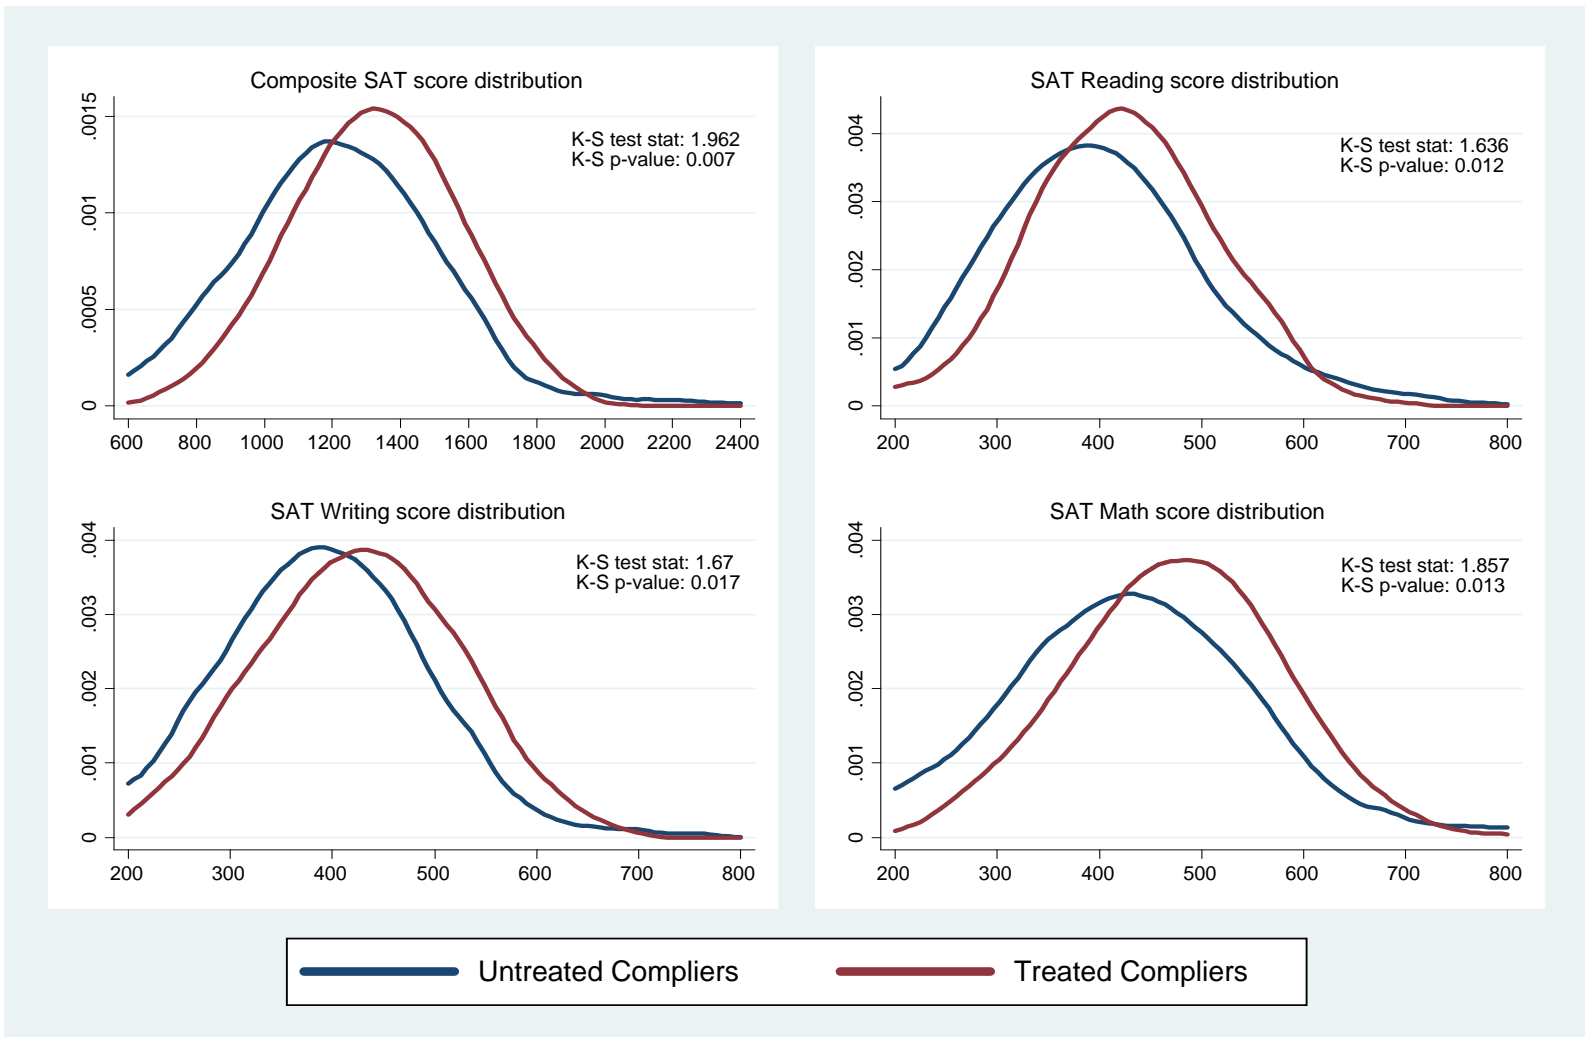 Composite SAT score distribution
K-S test stat: 1.962
K-S p-value: 0.007
.0015
.001
.0005
0
600 800 1000 1200 1400 1600 1800 2000 2200 2400
SAT Reading score distribution
K-S test stat: 1.636
K-S p-value: 0.012
.004
.003
.002
.001
0
200 300 400 500 600 700 800
SAT Writing score distribution
K-S test stat: 1.67
K-S p-value: 0.017
.004
.003
.002
.001
0
200 300 400 500 600 700 800
SAT Math score distribution
K-S test stat: 1.857
K-S p-value: 0.013
.004
.003
.002
.001
0
200 300 400 500 600 700 800
Untreated Compliers Treated Compliers